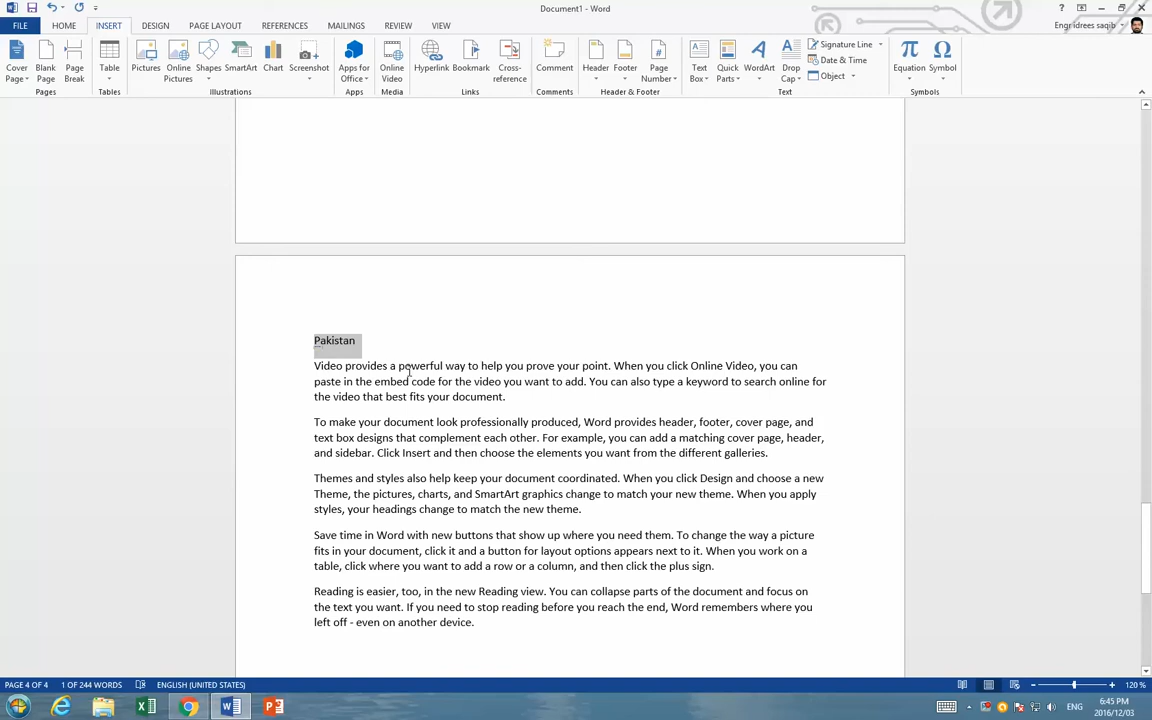 Document1 - Word
FILE HOME INSERT DESIGN PAGE LAYOUT REFERENCES MAILINGS REVIEW VIEW
Engr idrees saqib
Cover Page
Blank Page
Page Break
Table
Pictures
Online Pictures
Shapes
SmartArt
Chart
Screenshot
Apps for Office
Online Video
Hyperlink
Bookmark
Cross-reference
Comment
Header
Footer
Page Number
Text Box
Quick Parts
WordArt
Drop Cap
Signature Line
Date & Time
Object
Equation
Symbol
Pages Tables Illustrations Apps Media Links Comments Header & Footer Text Symbols
Pakistan
Video provides a powerful way to help you prove your point. When you click Online Video, you can
paste in the embed code for the video you want to add. You can also type a keyword to search online for
the video that best fits your document.
To make your document look professionally produced, Word provides header, footer, cover page, and
text box designs that complement each other. For example, you can add a matching cover page, header,
and sidebar. Click Insert and then choose the elements you want from the different galleries.
Themes and styles also help keep your document coordinated. When you click Design and choose a new
Theme, the pictures, charts, and SmartArt graphics change to match your new theme. When you apply
styles, your headings change to match the new theme.
Save time in Word with new buttons that show up where you need them. To change the way a picture
fits in your document, click it and a button for layout options appears next to it. When you work on a
table, click where you want to add a row or a column, and then click the plus sign.
Reading is easier, too, in the new Reading view. You can collapse parts of the document and focus on
the text you want. If you need to stop reading before you reach the end, Word remembers where you
left off - even on another device.
PAGE 4 OF 4 1 OF 244 WORDS ENGLISH (UNITED STATES) 120 %
ENG
6:45 PM
2016/12/03